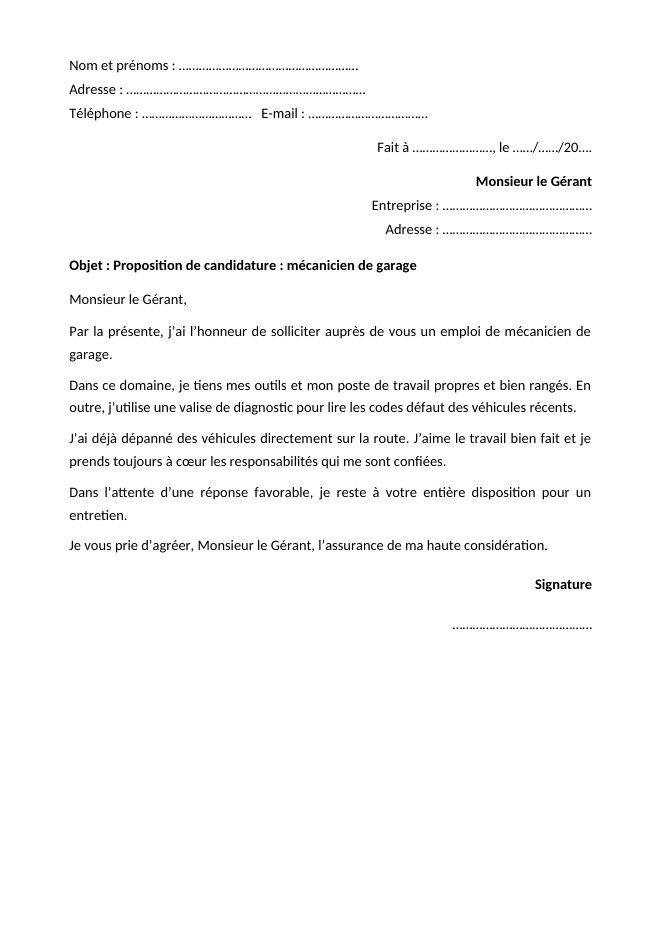 Nom et prénoms : ………………………………………………
Adresse : ………………………………………………………………
Téléphone : …………………………… E-mail : ………………………………
Fait à ……………………, le ……/……/20….
Monsieur le Gérant
Entreprise : ………………………………………
Adresse : ………………………………………
Objet : Proposition de candidature : mécanicien de garage
Monsieur le Gérant,
Par la présente, j’ai l’honneur de solliciter auprès de vous un emploi de mécanicien de
garage.
Dans ce domaine, je tiens mes outils et mon poste de travail propres et bien rangés. En
outre, j’utilise une valise de diagnostic pour lire les codes défaut des véhicules récents.
J’ai déjà dépanné des véhicules directement sur la route. J’aime le travail bien fait et je
prends toujours à cœur les responsabilités qui me sont confiées.
Dans l’attente d’une réponse favorable, je reste à votre entière disposition pour un
entretien.
Je vous prie d’agréer, Monsieur le Gérant, l’assurance de ma haute considération.
Signature
……………………………………